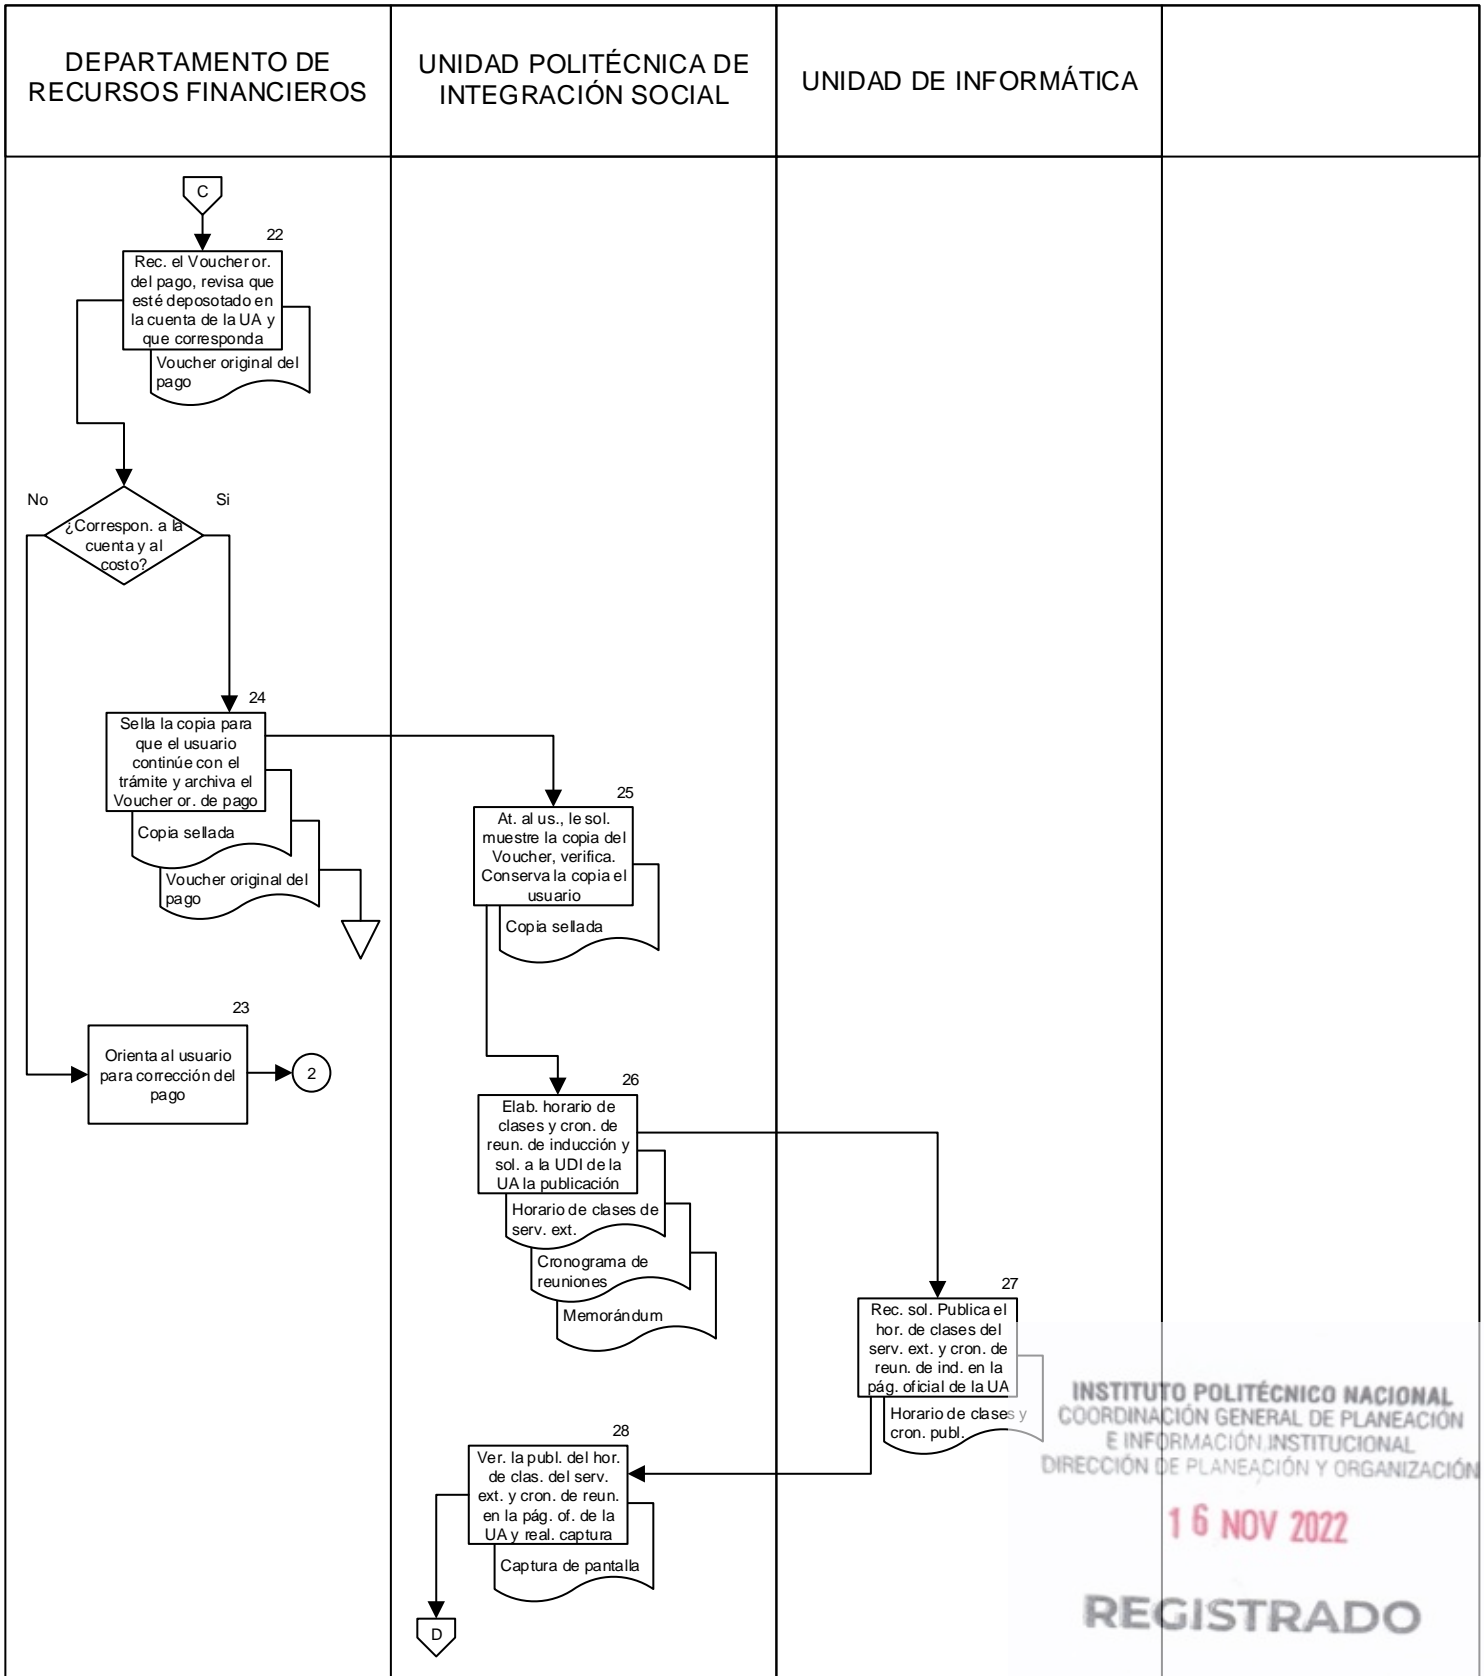 DEPARTAMENTO DE
RECURSOS FINANCIEROS
UNIDAD POLITÉCNICA DE
INTEGRACIÓN SOCIAL
UNIDAD DE INFORMÁTICA
C
22
Rec. el Voucher or.
del pago, revisa que
esté deposotado en
la cuenta de la UA y
que corresponda
Voucher original del
pago
No
Si
¿Correspon. a la
cuenta y al
costo?
24
Sella la copia para
que el usuario
continúe con el
trámite y archiva el
Voucher or. de pago
Copia sellada
Voucher original del
pago
25
At. al us., le sol.
muestre la copia del
Voucher, verifica.
Conserva la copia el
usuario
Copia sellada
23
Orienta al usuario
para corrección del
pago
2
26
Elab. horario de
clases y cron. de
reun. de inducción y
sol. a la UDI de la
UA la publicación
Horario de clases de
serv. ext.
Cronograma de
reuniones
Memorándum
27
Rec. sol. Publica el
hor. de clases del
serv. ext. y cron. de
reun. de ind. en la
pág. oficial de la UA
Horario de clases y
cron. publ.
28
Ver. la publ. del hor.
de clas. del serv.
ext. y cron. de reun.
en la pág. of. de la
UA y real. captura
Captura de pantalla
D
INSTITUTO POLITÉCNICO NACIONAL
COORDINACIÓN GENERAL DE PLANEACIÓN
E INFORMACIÓN INSTITUCIONAL
DIRECCIÓN DE PLANEACIÓN Y ORGANIZACIÓN
16 NOV 2022
REGISTRADO